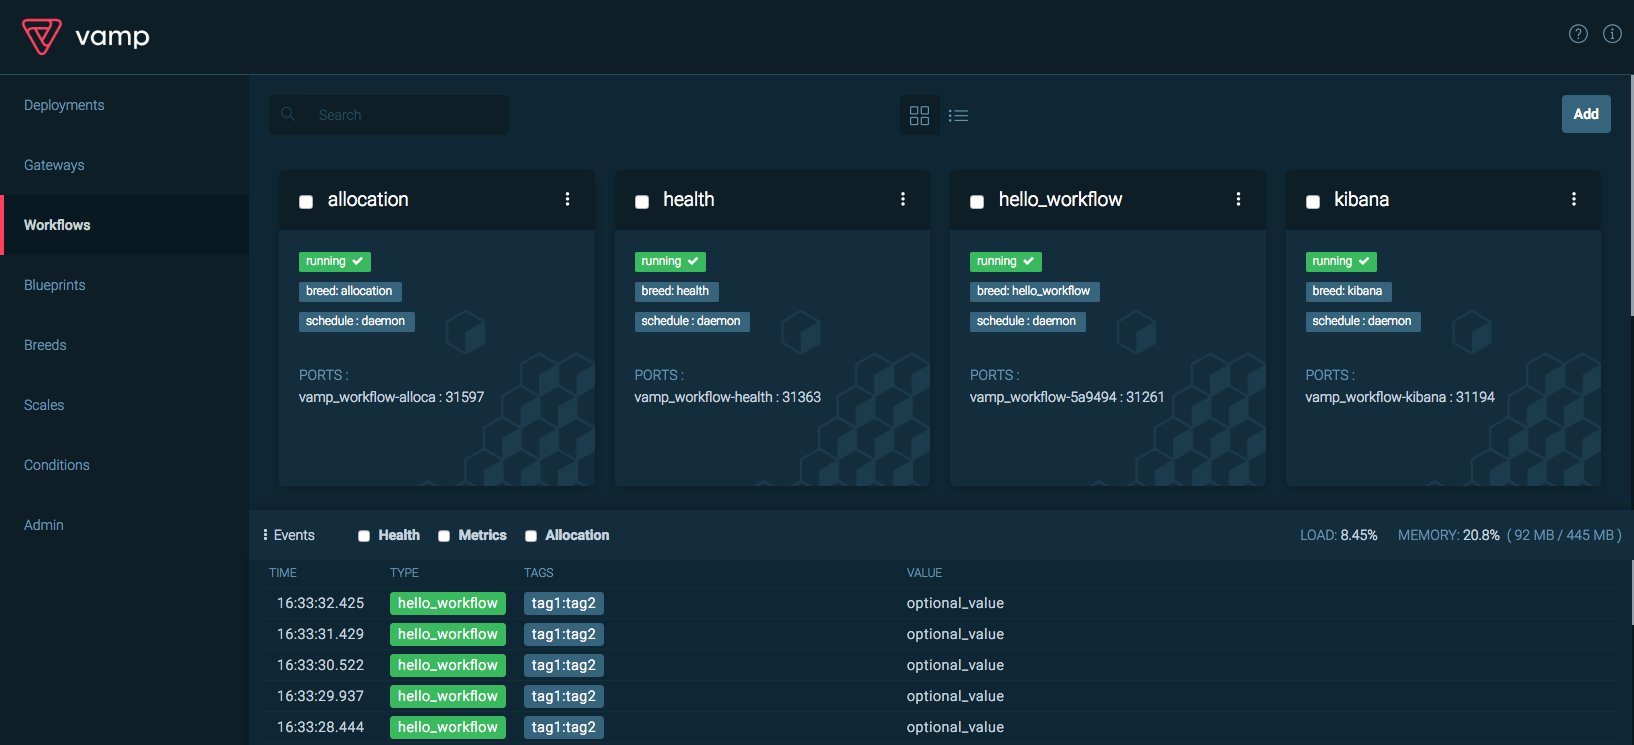 vamp
Deployments
Gateways
Workflows
Blueprints
Breeds
Scales
Conditions
Admin
Search
Add
allocation
running
breed: allocation
schedule : daemon
PORTS :
vamp_workflow-alloca : 31597
health
running
breed: health
schedule : daemon
PORTS :
vamp_workflow-health : 31363
hello_workflow
running
breed: hello_workflow
schedule : daemon
PORTS :
vamp_workflow-5a9494 : 31261
kibana
running
breed: kibana
schedule : daemon
PORTS :
vamp_workflow-kibana : 31194
Events Health Metrics Allocation LOAD: 8.45% MEMORY: 20.8% ( 92 MB / 445 MB )
TIME TYPE TAGS VALUE
16:33:32.425 hello_workflow tag1:tag2 optional_value
16:33:31.429 hello_workflow tag1:tag2 optional_value
16:33:30.522 hello_workflow tag1:tag2 optional_value
16:33:29.937 hello_workflow tag1:tag2 optional_value
16:33:28.444 hello_workflow tag1:tag2 optional_value